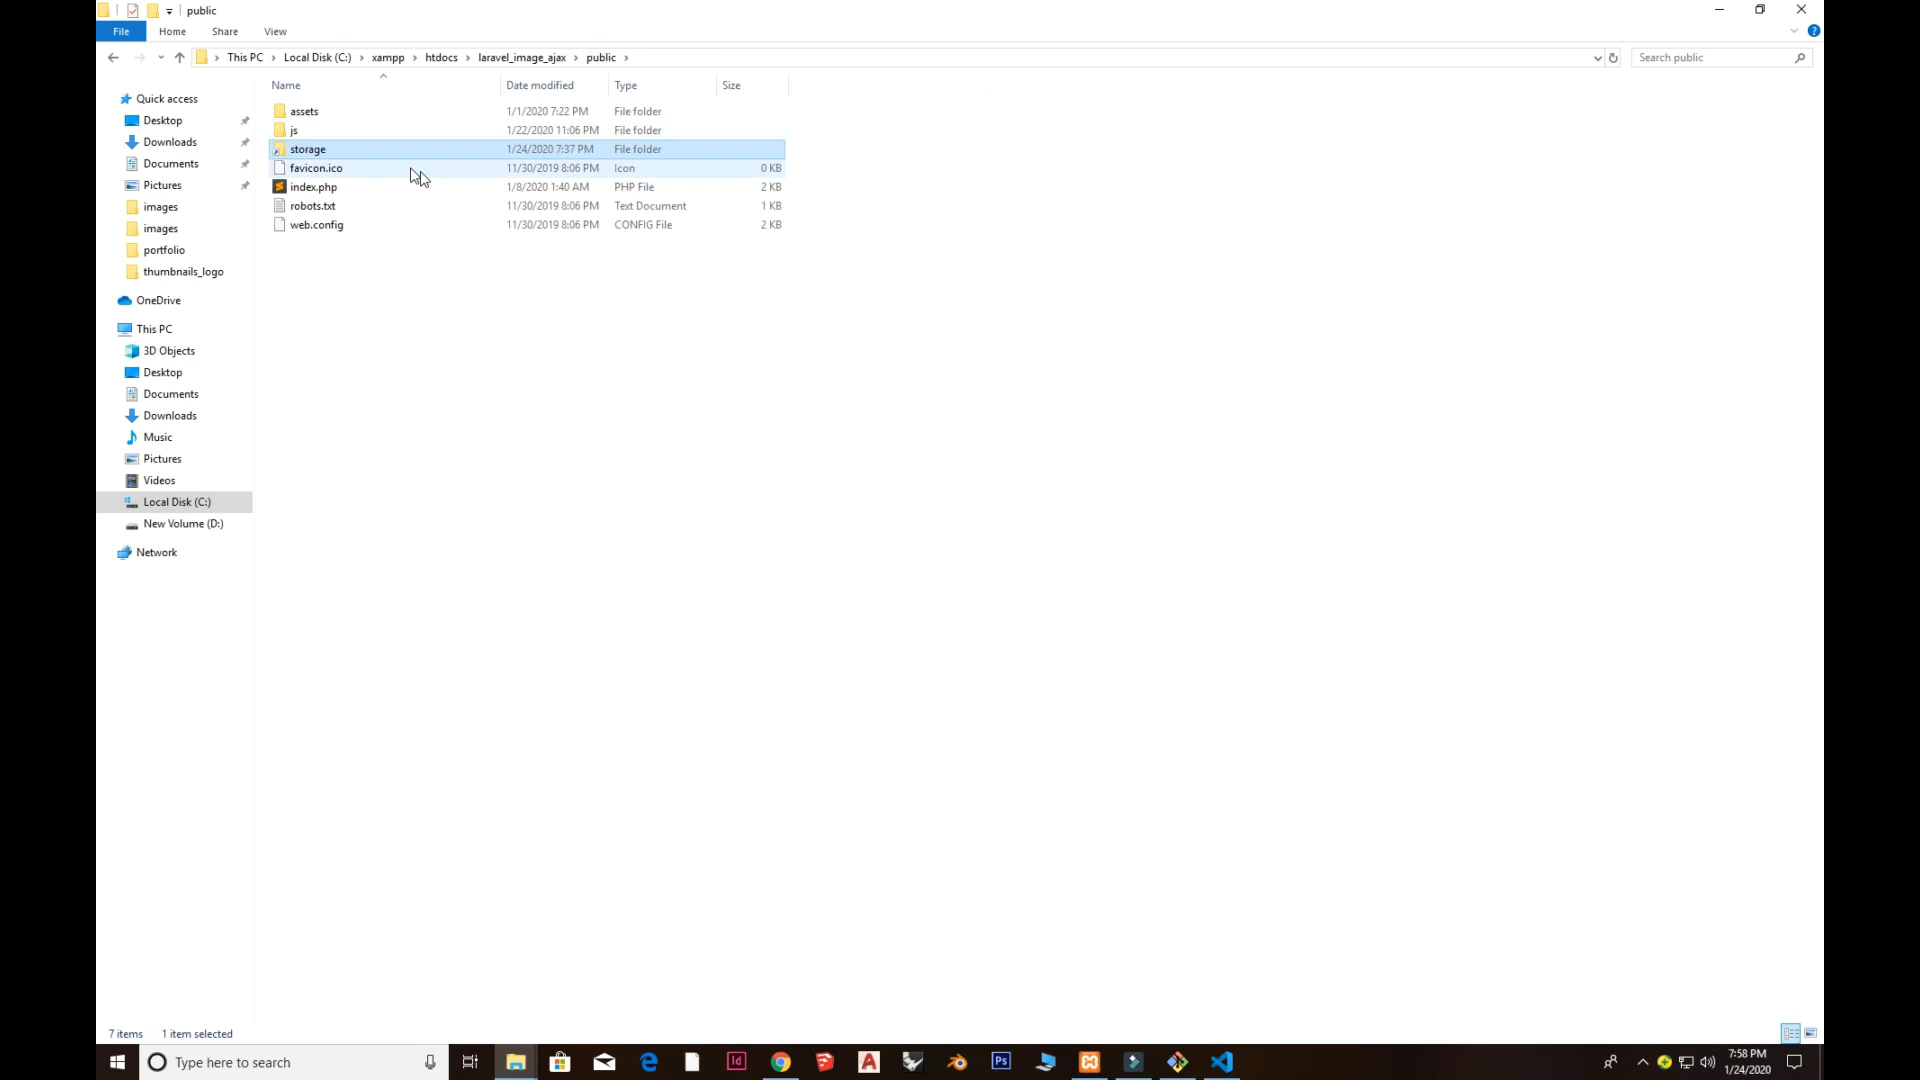 public
File Home Share View
This PC Local Disk (C:) xampp htdocs laravel_image_ajax public
Search public
Name Date modified Type Size
Quick access
Desktop
Downloads
Documents
Pictures
images
images
portfolio
thumbnails_logo
OneDrive
This PC
3D Objects
Desktop
Documents
Downloads
Music
Pictures
Videos
Local Disk (C:)
New Volume (D:)
Network
assets 1/1/2020 7:22 PM File folder
js 1/22/2020 11:06 PM File folder
storage 1/24/2020 7:37 PM File folder
favicon.ico 11/30/2019 8:06 PM Icon 0 KB
index.php 1/8/2020 1:40 AM PHP File 2 KB
robots.txt 11/30/2019 8:06 PM Text Document 1 KB
web.config 11/30/2019 8:06 PM CONFIG File 2 KB
7 items 1 item selected
Type here to search
Id
Ps
7:58 PM
1/24/2020